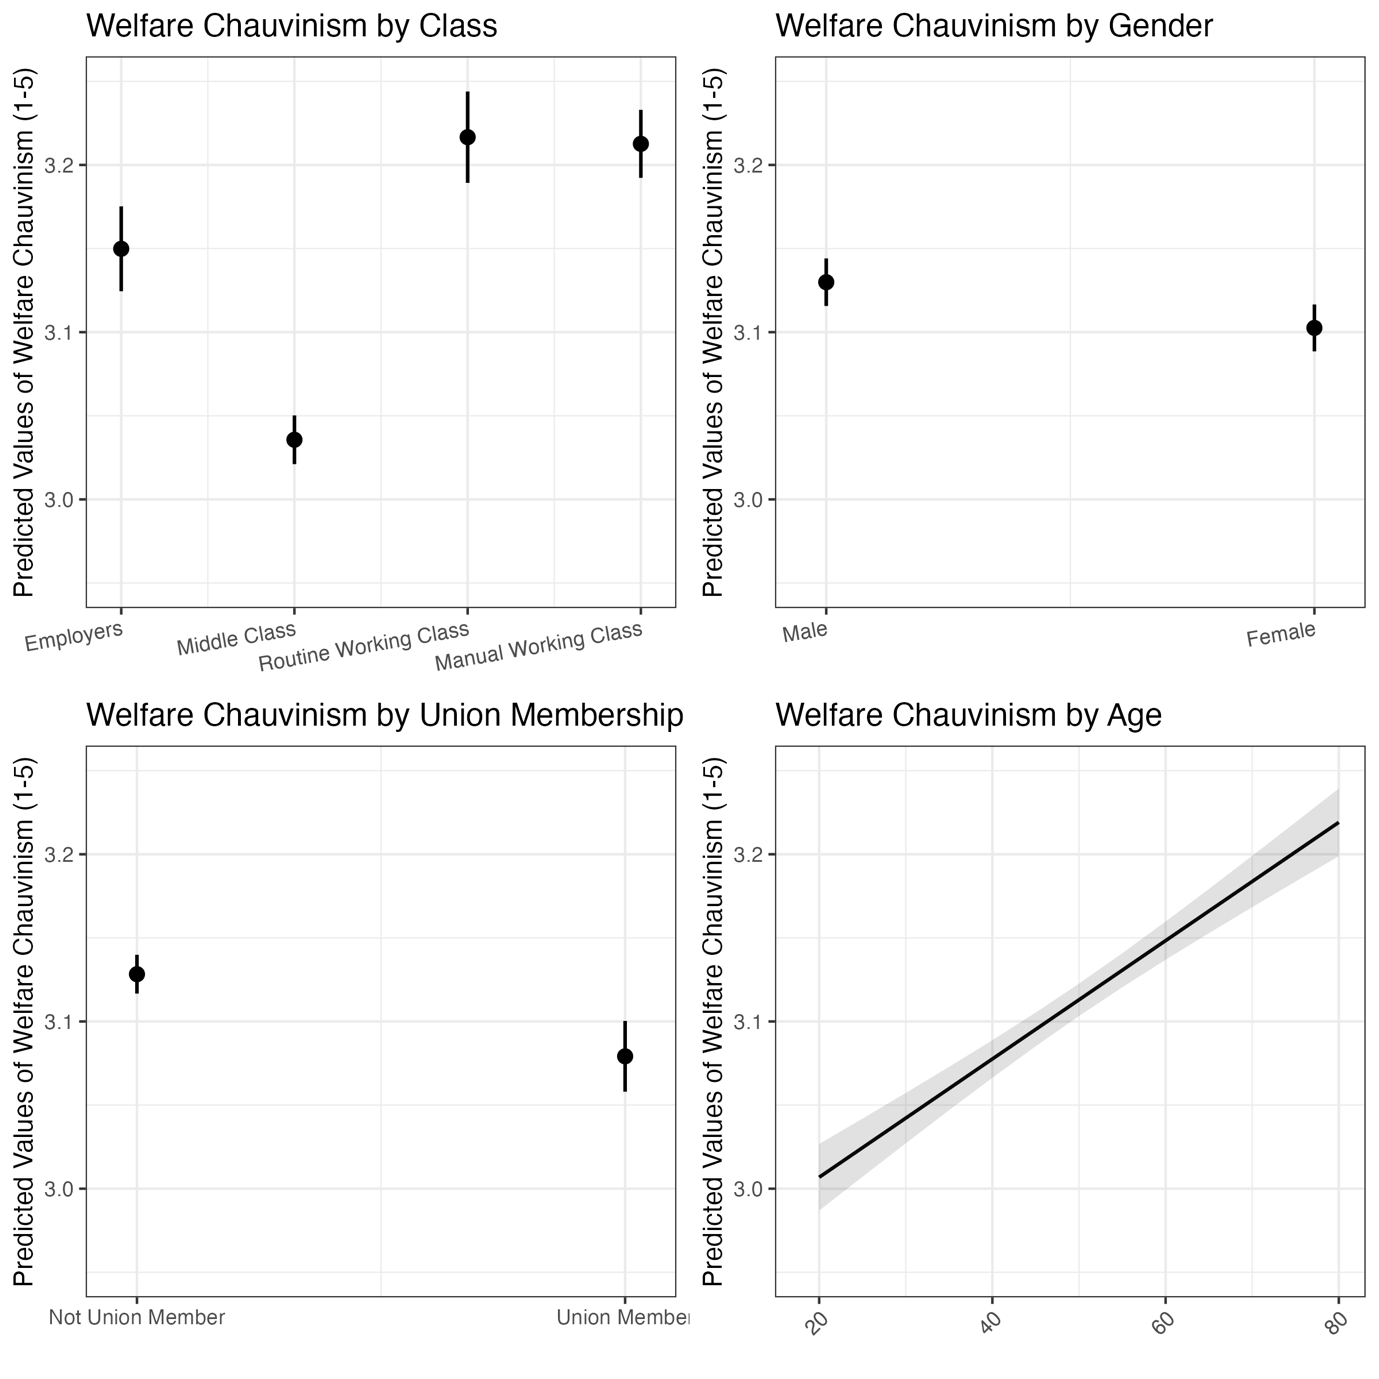 Welfare Chauvinism by Class
Predicted Values of Welfare Chauvinism (1-5)
3.2
3.1
3.0
Employers
Middle Class
Routine Working Class
Manual Working Class
Welfare Chauvinism by Gender
Predicted Values of Welfare Chauvinism (1-5)
3.2
3.1
3.0
Male
Female
Welfare Chauvinism by Union Membership
Predicted Values of Welfare Chauvinism (1-5)
3.2
3.1
3.0
Not Union Member
Union Member
Welfare Chauvinism by Age
Predicted Values of Welfare Chauvinism (1-5)
3.2
3.1
3.0
20
40
60
80